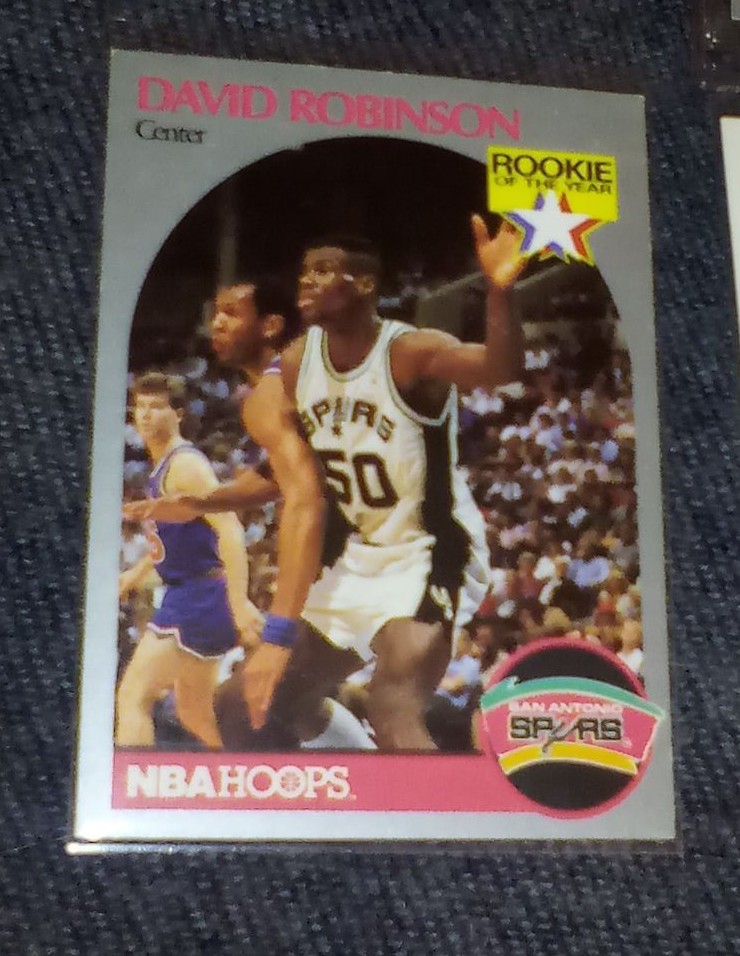 DAVID ROBINSON
Center
ROOKIE
OF THE YEAR
SPURS
50
SAN ANTONIO
SPURS
NBA HOOPS